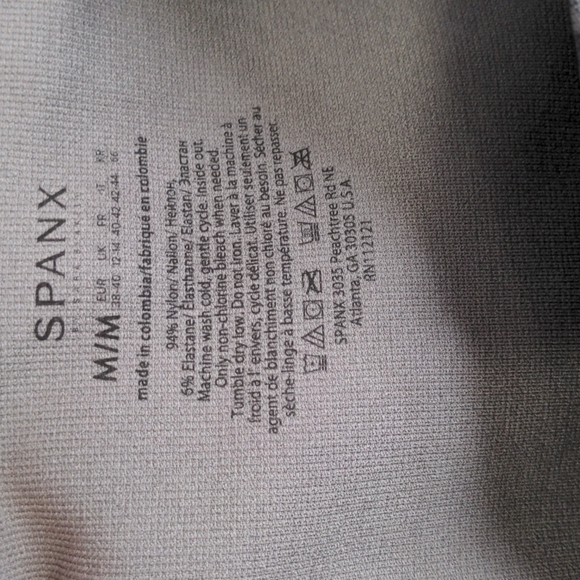 SPANX
M/M EUR UK FR IT KR
38-40 12-14 40-42 42-44 66
made in colombia/fabriqué en colombie
94% Nylon/ Nailon/ Нейлон,
6% Elastane/ Elasthanne/ Elastan/ Эластан
Machine wash cold, gentle cycle. Inside out.
Only non-chlorine bleach when needed.
Tumble dry low. Do not iron. Laver à la machine à
froid à l' envers, cycle délicat. Utiliser seulement un
agent de blanchiment non chloré au besoin. Sécher au
sèche-linge à basse température. Ne pas repasser.
SPANX 3035 Peachtree Rd NE
Atlanta, GA 30305 U.S.A
RN112121